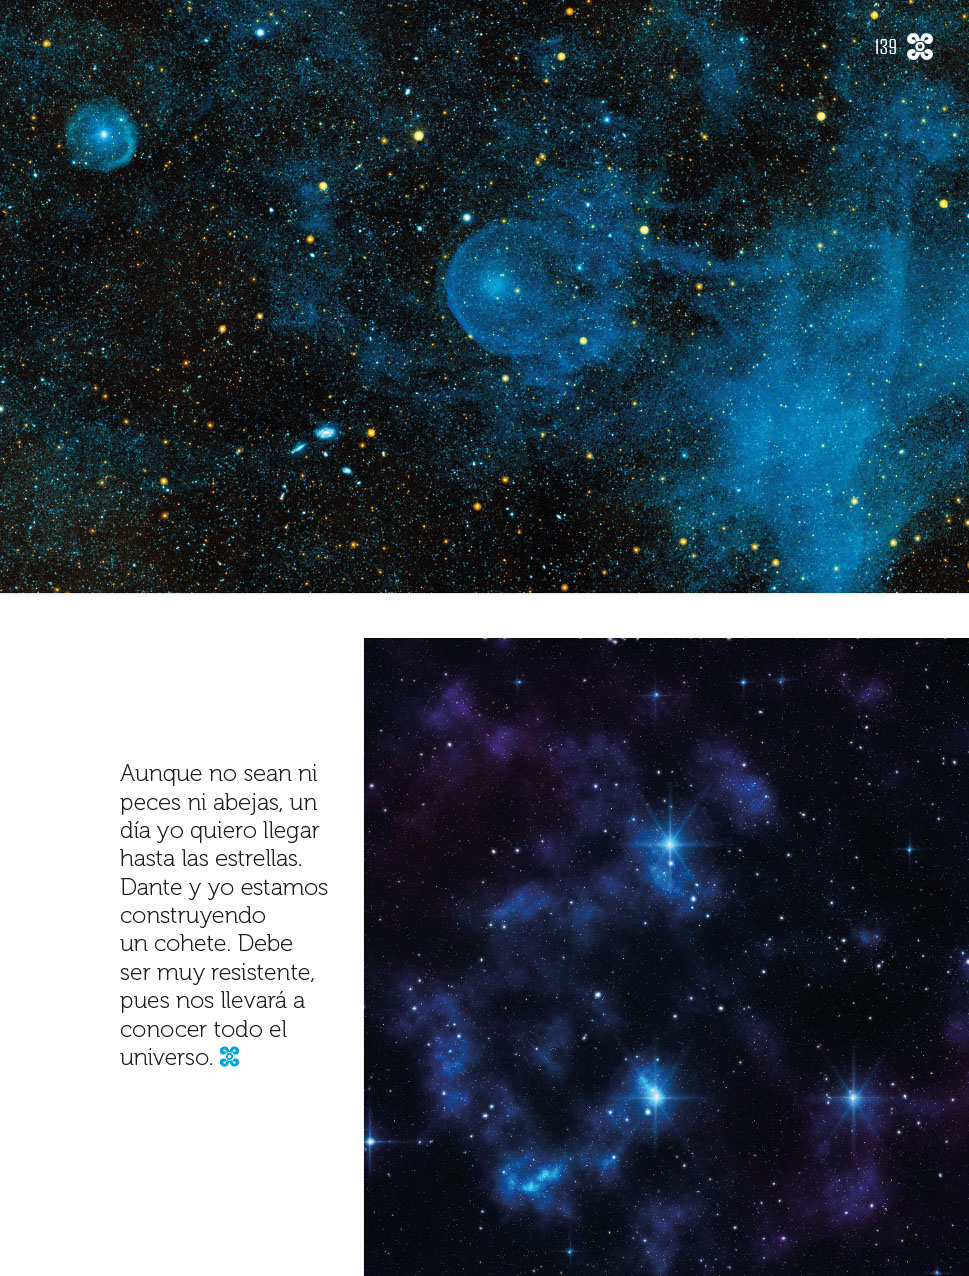 139
Aunque no sean ni
peces ni abejas, un
día yo quiero llegar
hasta las estrellas.
Dante y yo estamos
construyendo
un cohete. Debe
ser muy resistente,
pues nos llevará a
conocer todo el
universo.